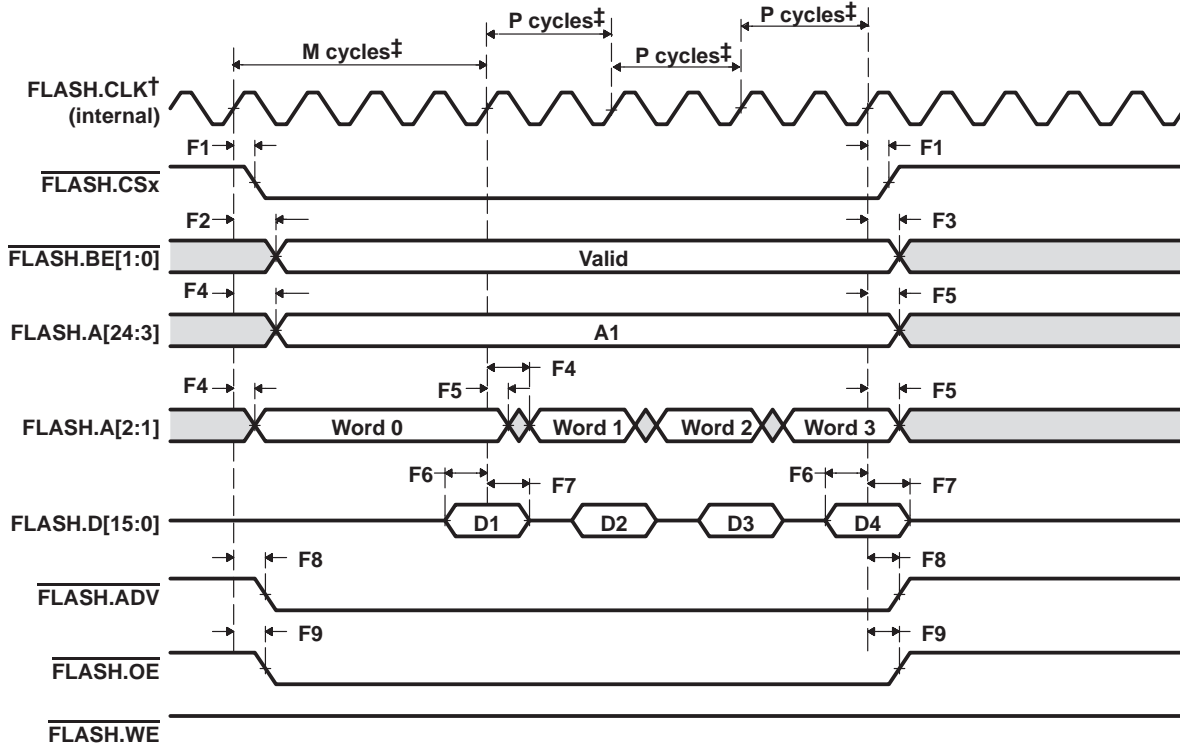 P cycles‡
P cycles‡
M cycles‡
P cycles‡
FLASH.CLK†
(internal)
F1
F1
FLASH.CSx
F2
F3
FLASH.BE[1:0]
Valid
F4
F5
FLASH.A[24:3]
A1
F4
F4
F5
F5
FLASH.A[2:1]
Word 0
Word 1
Word 2
Word 3
F6
F7
F6
F7
FLASH.D[15:0]
D1
D2
D3
D4
F8
F8
FLASH.ADV
F9
F9
FLASH.OE
FLASH.WE